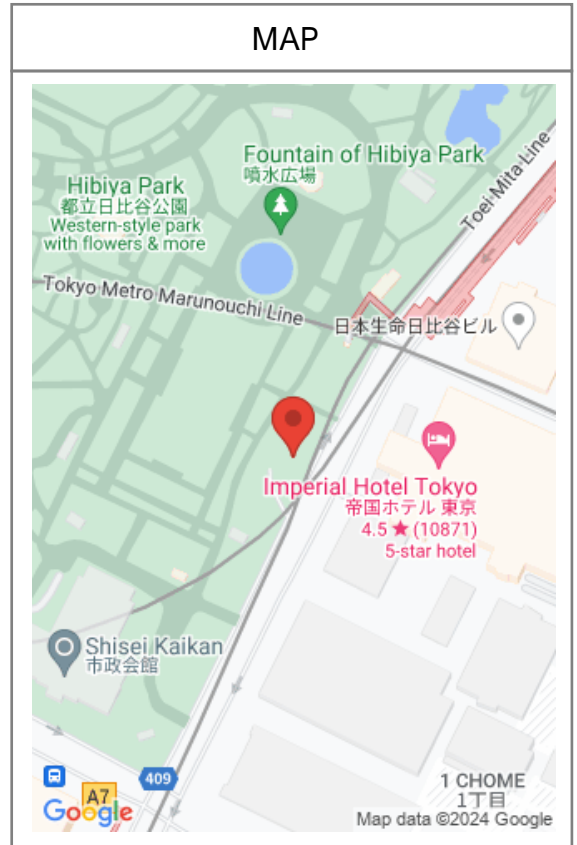 MAP
Fountain of Hibiya Park
噴水広場
Hibiya Park
都立日比谷公園
Western-style park
with flowers & more
Toei Mita Line
Tokyo Metro Marunouchi Line
日本生命日比谷ビル
Imperial Hotel Tokyo
帝国ホテル 東京
4.5 ★ (10871)
5-star hotel
Shisei Kaikan
市政会館
409
A7
1 CHOME
1丁目
Google
Map data ©2024 Google